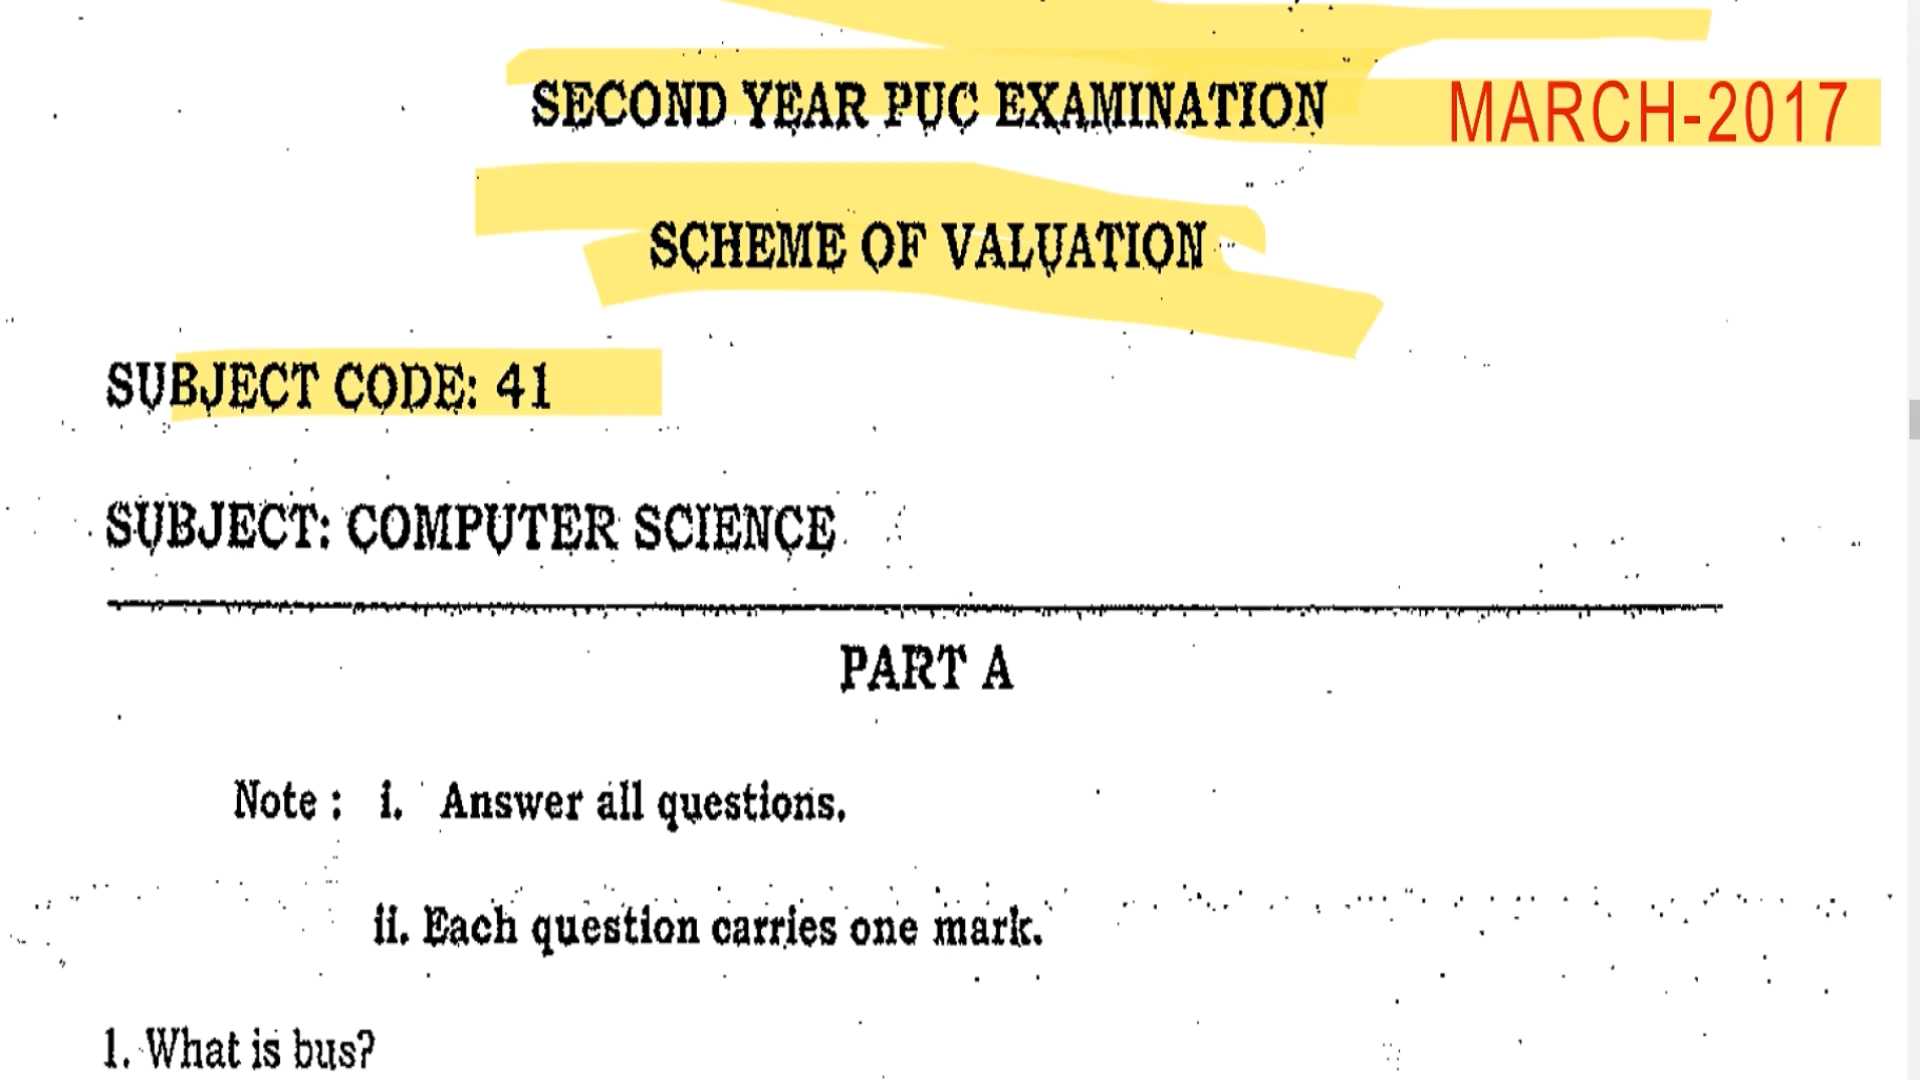 SECOND YEAR PUC EXAMINATION MARCH-2017
SCHEME OF VALUATION
SUBJECT CODE: 41
SUBJECT: COMPUTER SCIENCE
PART A
Note : i. Answer all questions.
ii. Each question carries one mark.
1. What is bus?